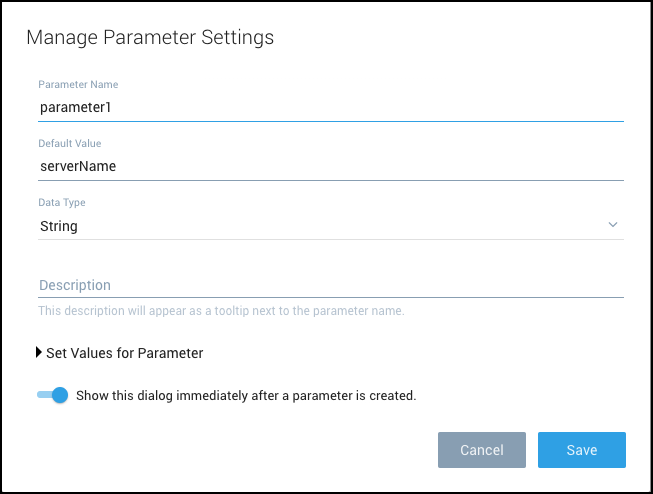 Manage Parameter Settings
Parameter Name
parameter1
Default Value
serverName
Data Type
String
Description
This description will appear as a tooltip next to the parameter name.
Set Values for Parameter
Show this dialog immediately after a parameter is created.
Cancel Save